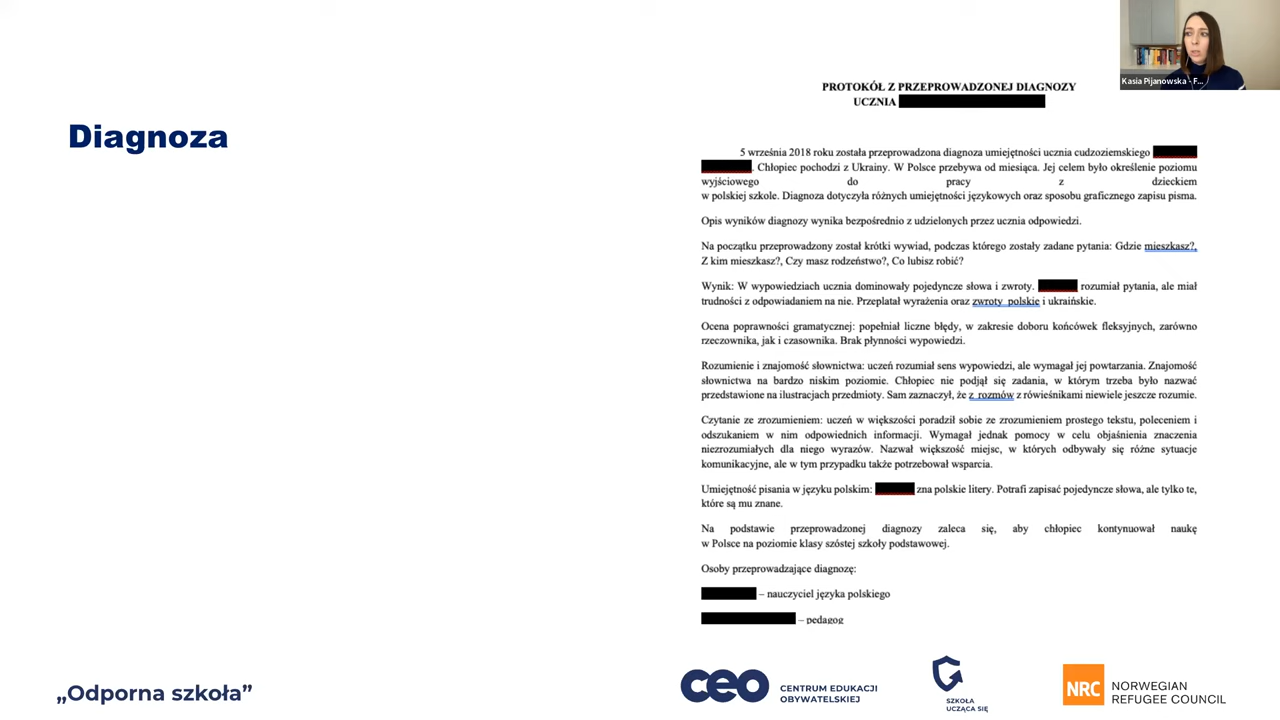 Kasia Pijanowska - F...
Diagnoza
PROTOKÓŁ Z PRZEPROWADZONEJ DIAGNOZY
UCZNIA
5 września 2018 roku została przeprowadzona diagnoza umiejętności ucznia cudzoziemskiego
. Chłopiec pochodzi z Ukrainy. W Polsce przebywa od miesiąca. Jej celem było określenie poziomu
wyjściowego do pracy z dzieckiem
w polskiej szkole. Diagnoza dotyczyła różnych umiejętności językowych oraz sposobu graficznego zapisu pisma.
Opis wyników diagnozy wynika bezpośrednio z udzielonych przez ucznia odpowiedzi.
Na początku przeprowadzony został krótki wywiad, podczas którego zostały zadane pytania: Gdzie mieszkasz?,
Z kim mieszkasz?, Czy masz rodzeństwo?, Co lubisz robić?
Wynik: W wypowiedziach ucznia dominowały pojedyncze słowa i zwroty. rozumiał pytania, ale miał
trudności z odpowiadaniem na nie. Przeplatał wyrażenia oraz zwroty polskie i ukraińskie.
Ocena poprawności gramatycznej: popełniał liczne błędy, w zakresie doboru końcówek fleksyjnych, zarówno
rzeczownika, jak i czasownika. Brak płynności wypowiedzi.
Rozumienie i znajomość słownictwa: uczeń rozumiał sens wypowiedzi, ale wymagał jej powtarzania. Znajomość
słownictwa na bardzo niskim poziomie. Chłopiec nie podjął się zadania, w którym trzeba było nazwać
przedstawione na ilustracjach przedmioty. Sam zaznaczył, że z rozmów z rówieśnikami niewiele jeszcze rozumie.
Czytanie ze zrozumieniem: uczeń w większości poradził sobie ze zrozumieniem prostego tekstu, poleceniem i
odszukaniem w nim odpowiednich informacji. Wymagał jednak pomocy w celu objaśnienia znaczenia
niezrozumiałych dla niego wyrazów. Nazwał większość miejsc, w których odbywały się różne sytuacje
komunikacyjne, ale w tym przypadku także potrzebował wsparcia.
Umiejętność pisania w języku polskim: zna polskie litery. Potrafi zapisać pojedyncze słowa, ale tylko te,
które są mu znane.
Na podstawie przeprowadzonej diagnozy zaleca się, aby chłopiec kontynuował naukę
w Polsce na poziomie klasy szóstej szkoły podstawowej.
Osoby przeprowadzające diagnozę:
– nauczyciel języka polskiego
– pedagog
„Odporna szkoła”
ceo CENTRUM EDUKACJI
OBYWATELSKIEJ
SZKOŁA
UCZĄCA SIĘ
NRC NORWEGIAN
REFUGEE COUNCIL